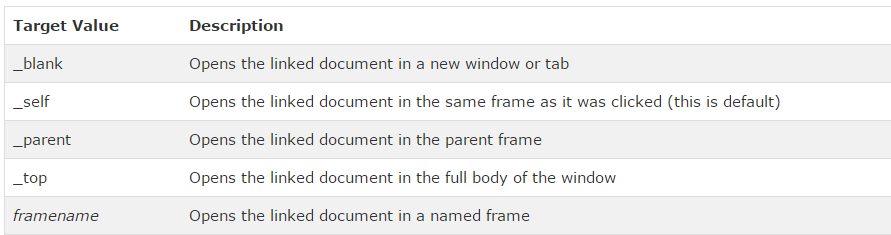 Target Value Description
_blank Opens the linked document in a new window or tab
_self Opens the linked document in the same frame as it was clicked (this is default)
_parent Opens the linked document in the parent frame
_top Opens the linked document in the full body of the window
framename Opens the linked document in a named frame